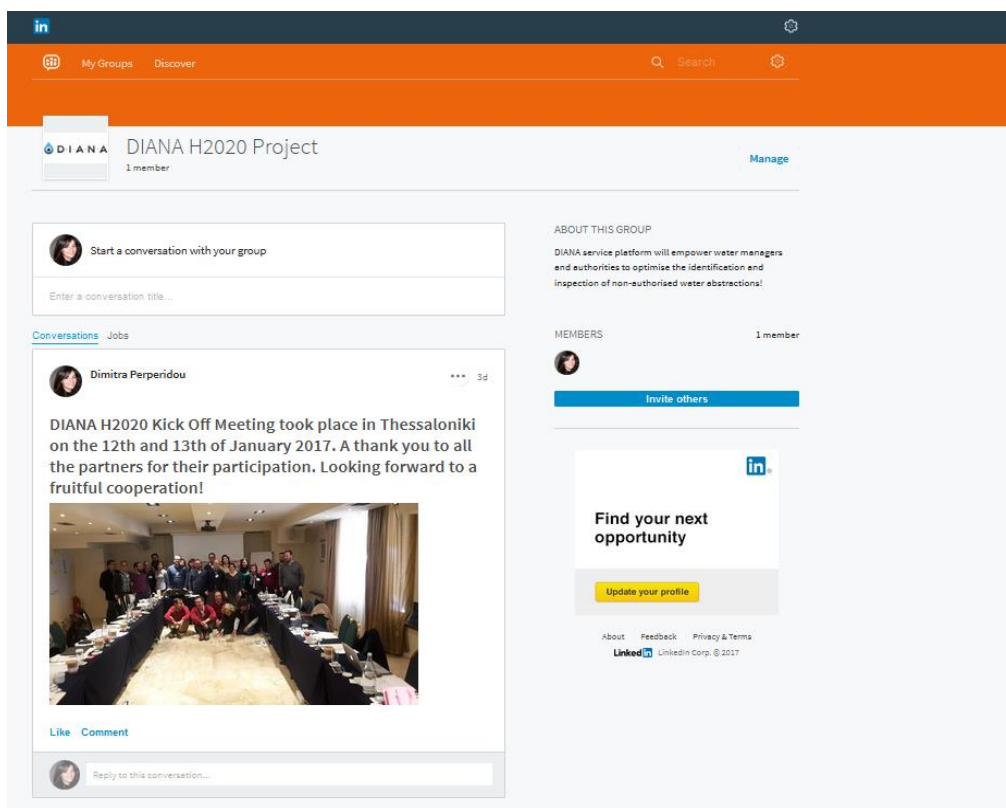 in
My Groups Discover
Search
DIANA
DIANA H2020 Project
1 member
Manage
Start a conversation with your group
Enter a conversation title...
Conversations Jobs
Dimitra Perperidou
... 3d
DIANA H2020 Kick Off Meeting took place in Thessaloniki
on the 12th and 13th of January 2017. A thank you to all
the partners for their participation. Looking forward to a
fruitful cooperation!
Like Comment
Reply to this conversation...
ABOUT THIS GROUP
DIANA service platform will empower water managers
and authorities to optimise the identification and
inspection of non-authorised water abstractions!
MEMBERS 1 member
Invite others
in
Find your next
opportunity
Update your profile
About Feedback Privacy & Terms
Linked in LinkedIn Corp. © 2017